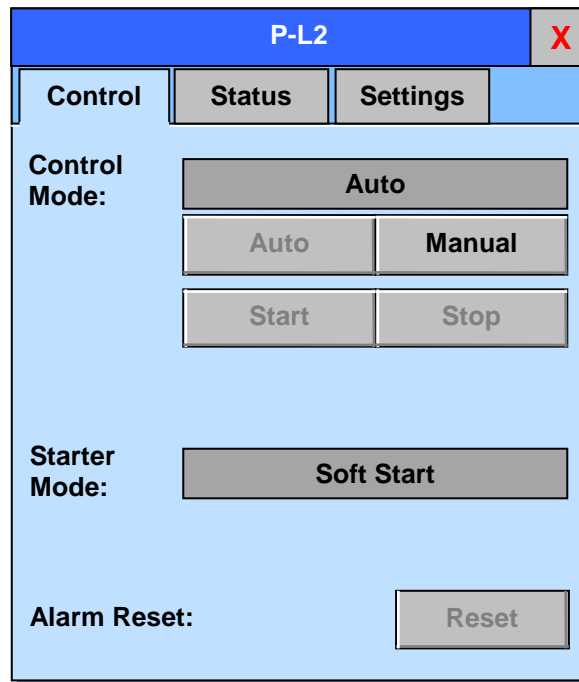 P-L2 X
Control Status Settings
Control
Mode:
Auto
Auto Manual
Start Stop
Starter
Mode:
Soft Start
Alarm Reset: Reset